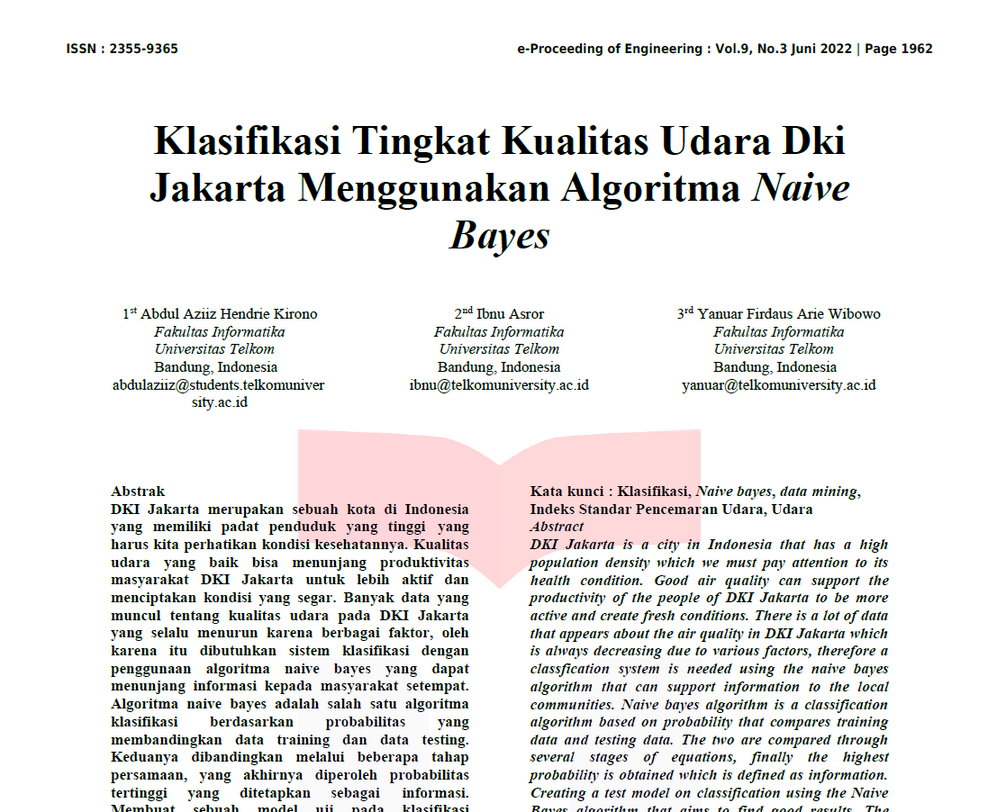 ISSN : 2355-9365
e-Proceeding of Engineering : Vol.9, No.3 Juni 2022 | Page 1962
Klasifikasi Tingkat Kualitas Udara Dki
Jakarta Menggunakan Algoritma Naive
Bayes
1st Abdul Aziiz Hendrie Kirono
Fakultas Informatika
Universitas Telkom
Bandung, Indonesia
abdulaziiz@students.telkomuniver
sity.ac.id
2nd Ibnu Asror
Fakultas Informatika
Universitas Telkom
Bandung, Indonesia
ibnu@telkomuniversity.ac.id
3rd Yanuar Firdaus Arie Wibowo
Fakultas Informatika
Universitas Telkom
Bandung, Indonesia
yanuar@telkomuniversity.ac.id
Abstrak
DKI Jakarta merupakan sebuah kota di Indonesia
yang memiliki padat penduduk yang tinggi yang
harus kita perhatikan kondisi kesehatannya. Kualitas
udara yang baik bisa menunjang produktivitas
masyarakat DKI Jakarta untuk lebih aktif dan
menciptakan kondisi yang segar. Banyak data yang
muncul tentang kualitas udara pada DKI Jakarta
yang selalu menurun karena berbagai faktor, oleh
karena itu dibutuhkan sistem klasifikasi dengan
penggunaan algoritma naive bayes yang dapat
menunjang informasi kepada masyarakat setempat.
Algoritma naive bayes adalah salah satu algoritma
klasifikasi berdasarkan probabilitas yang
membandingkan data training dan data testing.
Keduanya dibandingkan melalui beberapa tahap
persamaan, yang akhirnya diperoleh probabilitas
tertinggi yang ditetapkan sebagai informasi.
Membuat sebuah model uji pada klasifikasi
Kata kunci : Klasifikasi, Naive bayes, data mining,
Indeks Standar Pencemaran Udara, Udara
Abstract
DKI Jakarta is a city in Indonesia that has a high
population density which we must pay attention to its
health condition. Good air quality can support the
productivity of the people of DKI Jakarta to be more
active and create fresh conditions. There is a lot of data
that appears about the air quality in DKI Jakarta which
is always decreasing due to various factors, therefore a
classfication system is needed using the naive bayes
algorithm that can support information to the local
communities. Naive bayes algorithm is a classification
algorithm based on probability that compares training
data and testing data. The two are compared through
several stages of equations, finally the highest
probability is obtained which is defined as information.
Creating a test model on classification using the Naive
Bayes algorithm that aims to find good results. The